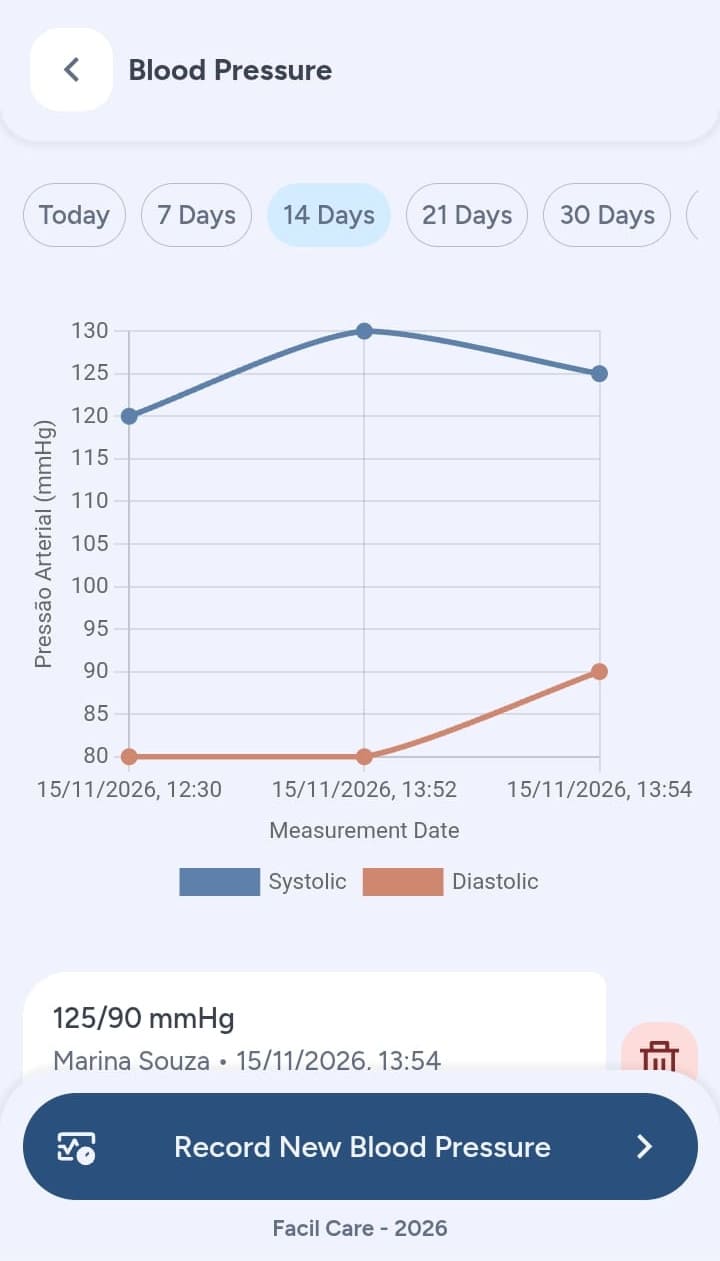 Blood Pressure
Today 7 Days 14 Days 21 Days 30 Days
Pressão Arterial (mmHg)
130
125
120
115
110
105
100
95
90
85
80
15/11/2026, 12:30 15/11/2026, 13:52 15/11/2026, 13:54
Measurement Date
Systolic Diastolic
125/90 mmHg
Marina Souza • 15/11/2026, 13:54
Record New Blood Pressure
Facil Care - 2026